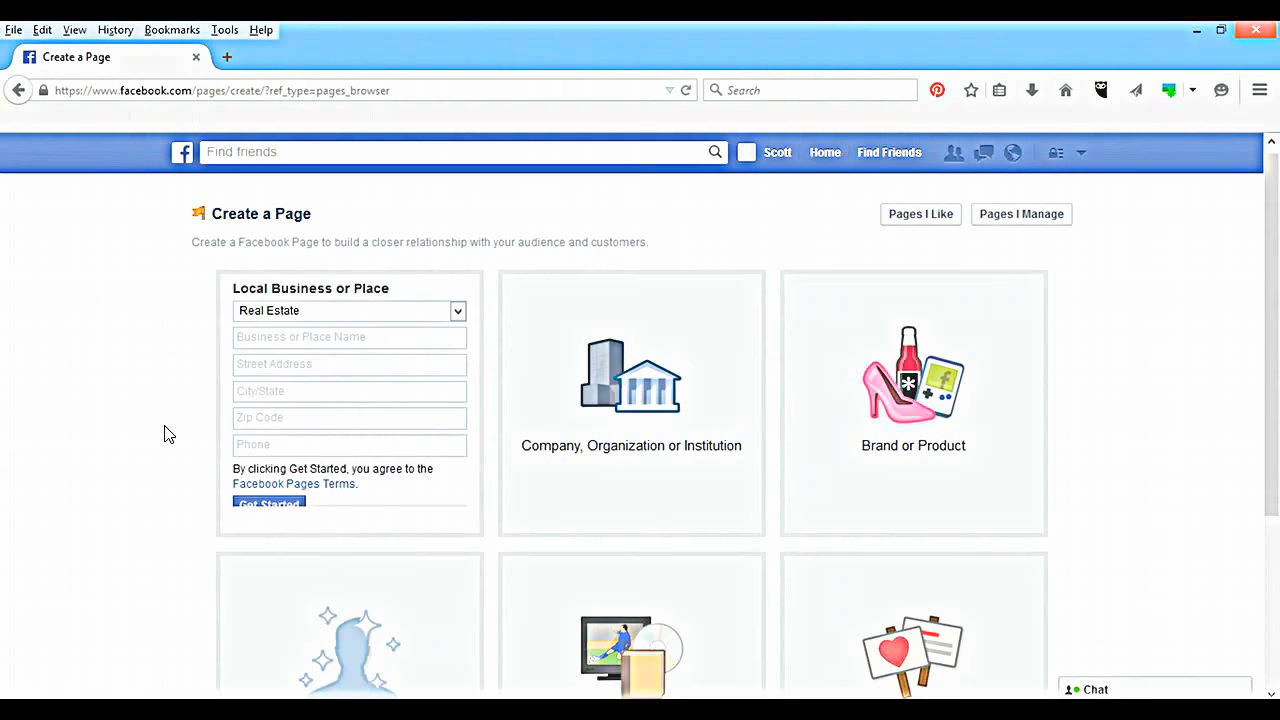 File Edit View History Bookmarks Tools Help
Create a Page
https://www.facebook.com/pages/create/?ref_type=pages_browser
Search
Find friends
Scott Home Find Friends
Create a Page
Pages I Like Pages I Manage
Create a Facebook Page to build a closer relationship with your audience and customers.
Local Business or Place
Real Estate
Business or Place Name
Street Address
City/State
Zip Code
Phone
By clicking Get Started, you agree to the
Facebook Pages Terms.
Get Started
Company, Organization or Institution
Brand or Product
Chat